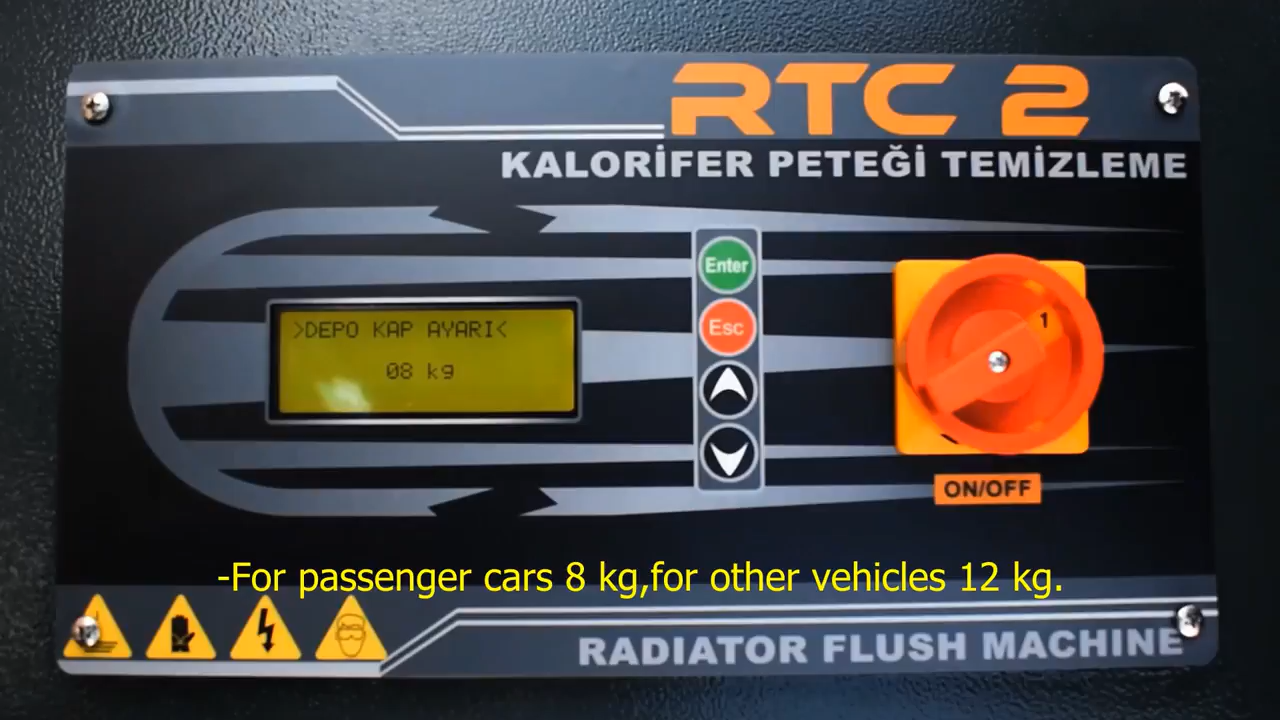 RTC 2
KALORİFER PETEĞİ TEMİZLEME
Enter
Esc
>DEPO KAP AYARI<
08 kg
1
ON/OFF
-For passenger cars 8 kg,for other vehicles 12 kg.
RADIATOR FLUSH MACHINE